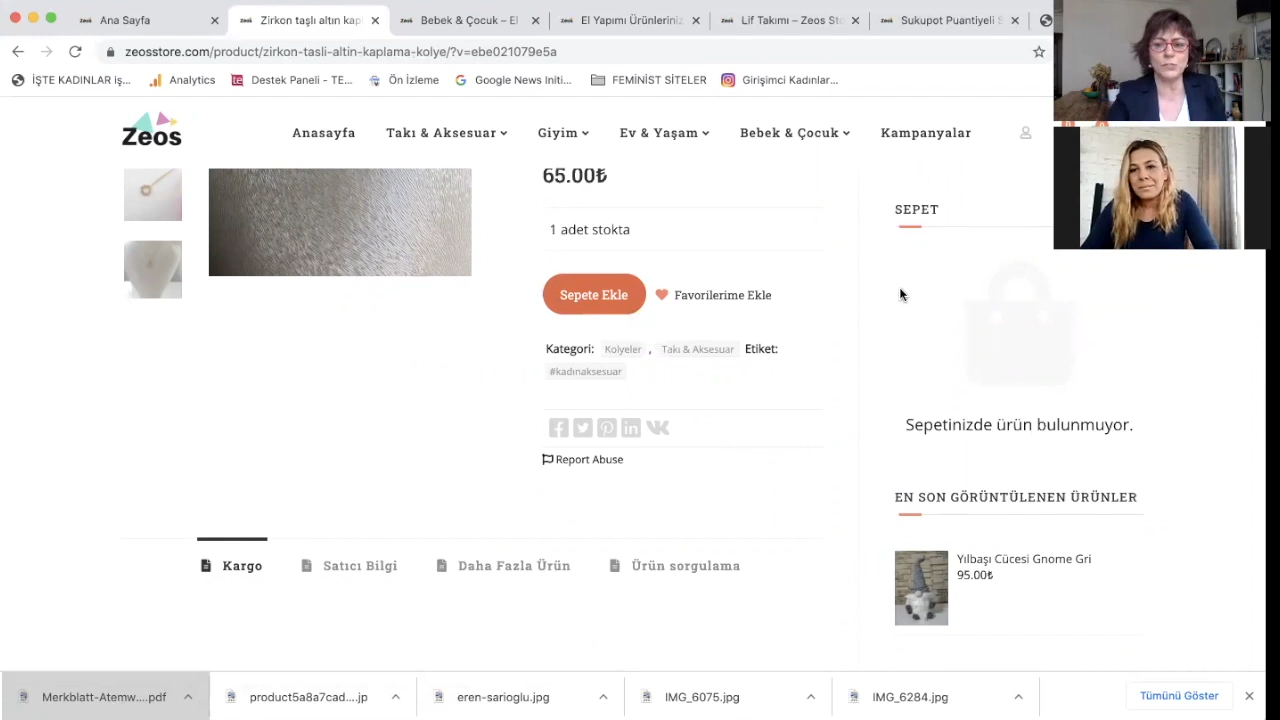 Ana Sayfa
Zirkon taşlı altın kap
Bebek & Çocuk – El
El Yapımı Ürünleriniz
Lif Takımı – Zeos Sto
Sukupot Puantiyeli S
zeosstore.com/product/zirkon-tasli-altin-kaplama-kolye/?v=ebe021079e5a
İŞTE KADINLAR iş...
Analytics
Destek Paneli - TE...
Ön İzleme
Google News Initi...
FEMİNİST SİTELER
Girişimci Kadınlar...
Zeos
Anasayfa
Takı & Aksesuar
Giyim
Ev & Yaşam
Bebek & Çocuk
Kampanyalar
65.00₺
1 adet stokta
Sepete Ekle
Favorilerime Ekle
Kategori: Kolyeler , Takı & Aksesuar Etiket:
#kadınaksesuar
Report Abuse
SEPET
Sepetinizde ürün bulunmuyor.
EN SON GÖRÜNTÜLENEN ÜRÜNLER
Yılbaşı Cücesi Gnome Gri
95.00₺
Kargo
Satıcı Bilgi
Daha Fazla Ürün
Ürün sorgulama
Merkblatt-Atemw....pdf
product5a8a7cad....jp
eren-sarioglu.jpg
IMG_6075.jpg
IMG_6284.jpg
Tümünü Göster